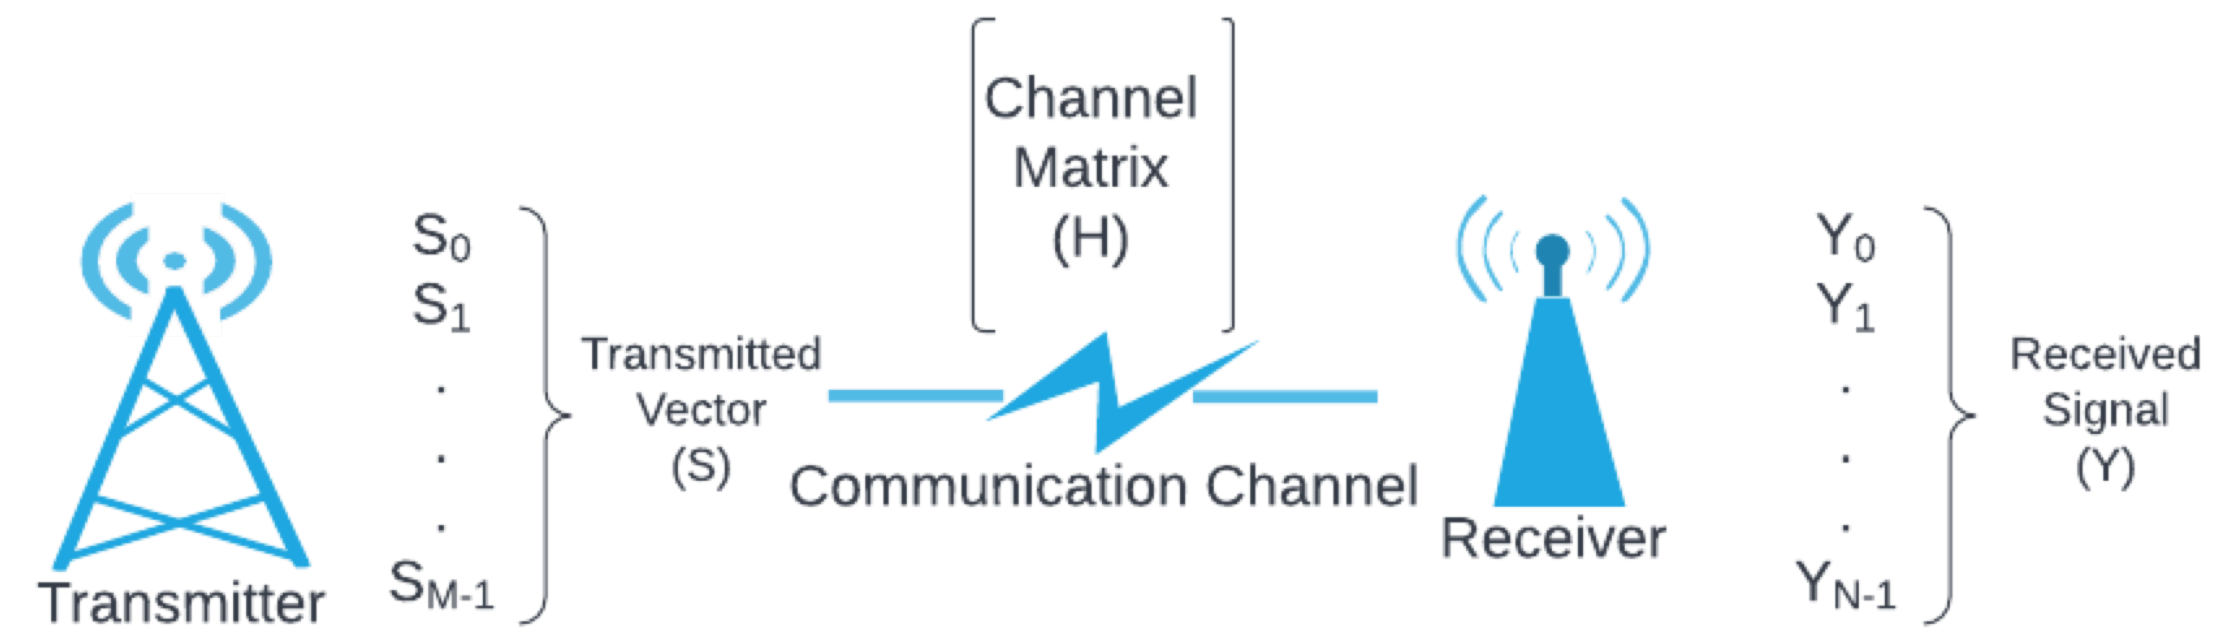 Channel
Matrix
(H)
S0
S1
.
.
.
SM-1
Transmitted
Vector
(S)
Communication Channel
Transmitter
Receiver
Y0
Y1
.
.
.
YN-1
Received
Signal
(Y)